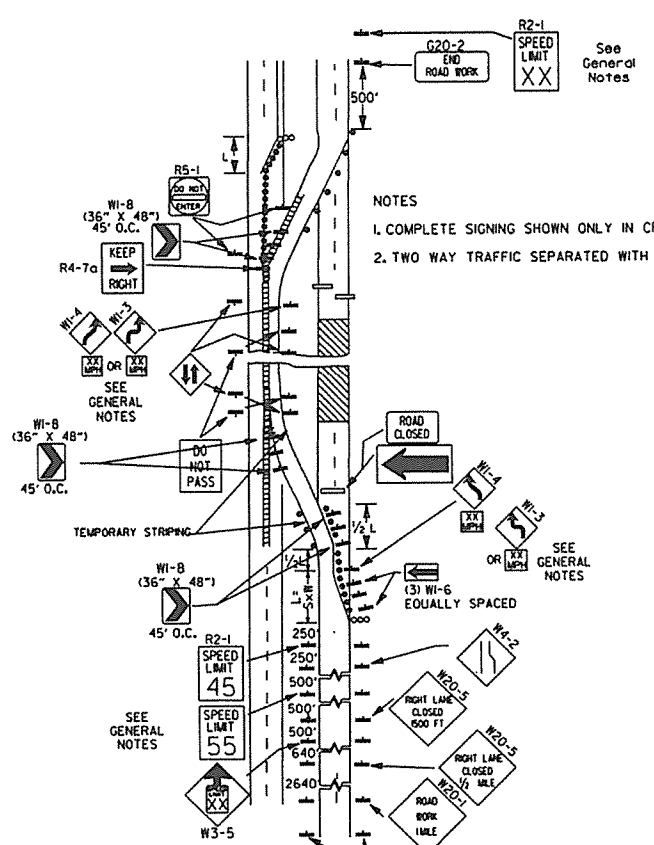 R2-1
SPEED
LIMIT
XX
See
General
Notes
G20-2
END
ROAD WORK
500'
L
R5-1
DO NOT
ENTER
W1-8
(36" X 48")
45' O.C.
KEEP
RIGHT
R4-7a
NOTES
1. COMPLETE SIGNING SHOWN ONLY IN
2. TWO WAY TRAFFIC SEPARATED WITH
W1-4
W1-3
XX
MPH
OR
XX
MPH
SEE
GENERAL
NOTES
W1-8
(36" X 48")
45' O.C.
DO
NOT
PASS
ROAD
CLOSED
TEMPORARY STRIPING
1/2 L
W1-4
XX
MPH
W1-3
OR
XX
MPH
SEE
GENERAL
NOTES
1/2 L
L=
S×W
W1-8
(36" X 48")
45' O.C.
(3) W1-6
EQUALLY SPACED
R2-1
SPEED
LIMIT
45
250'
250'
500'
500'
500'
640'
2640'
W4-2
SEE
GENERAL
NOTES
SPEED
LIMIT
55
W20-5
RIGHT LANE
CLOSED
1500 FT
W20-5
RIGHT LANE
CLOSED
1/2 MILE
LIMIT
XX
W3-5
W20-1
ROAD
WORK
1 MILE